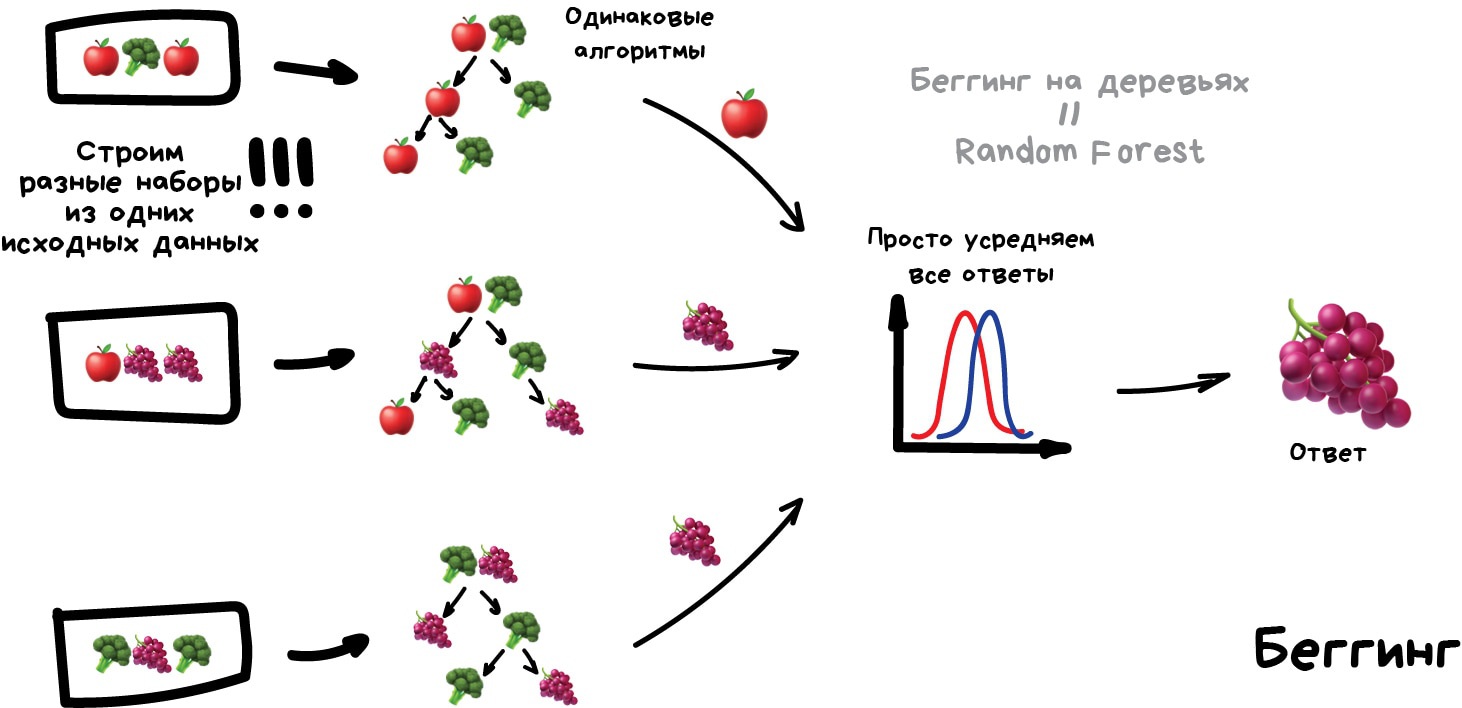 Одинаковые
алгоритмы
Беггинг на деревьях
=
Random Forest
Строим
разные наборы
из одних
исходных данных
!!!
Просто усредняем
все ответы
Ответ
Беггинг